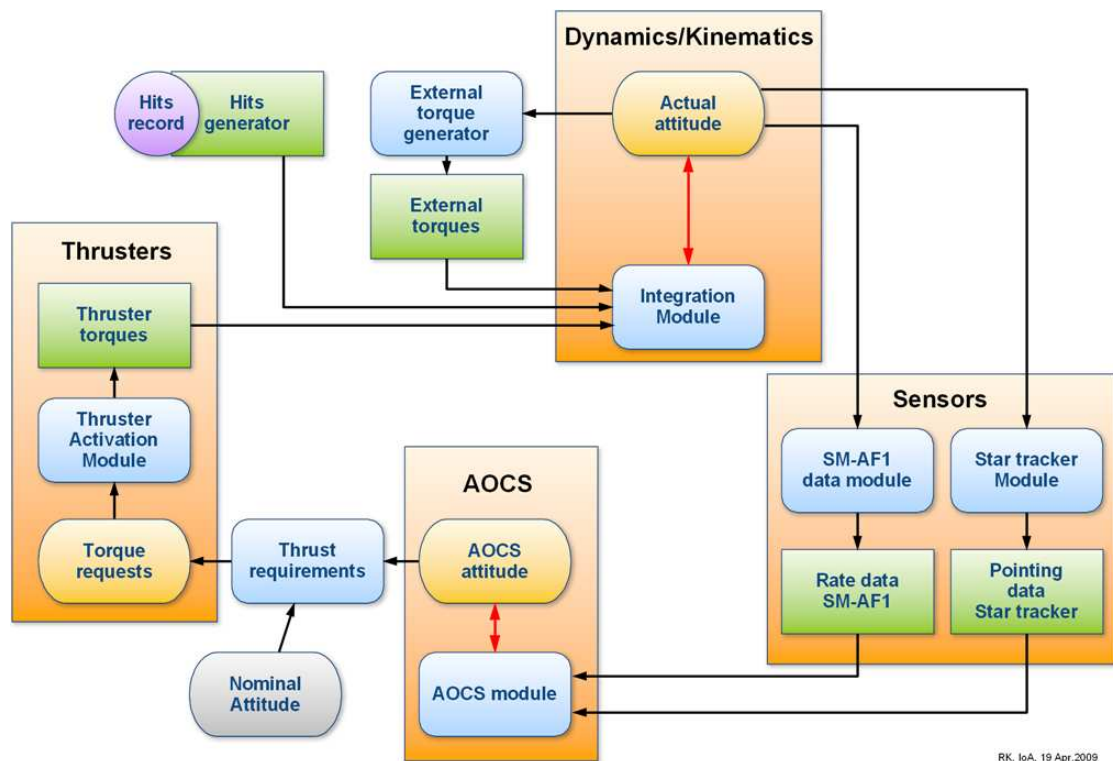 Dynamics/Kinematics
Hits
record
Hits
generator
External
torque
generator
Actual
attitude
External
torques
Thrusters
Integration
Module
Thruster
torques
Sensors
Thruster
Activation
Module
SM-AF1
data module
Star tracker
Module
AOCS
Torque
requests
Thrust
requirements
AOCS
attitude
Rate data
SM-AF1
Pointing
data
Star tracker
Nominal
Attitude
AOCS module
RK, IoA, 19 Apr.2009